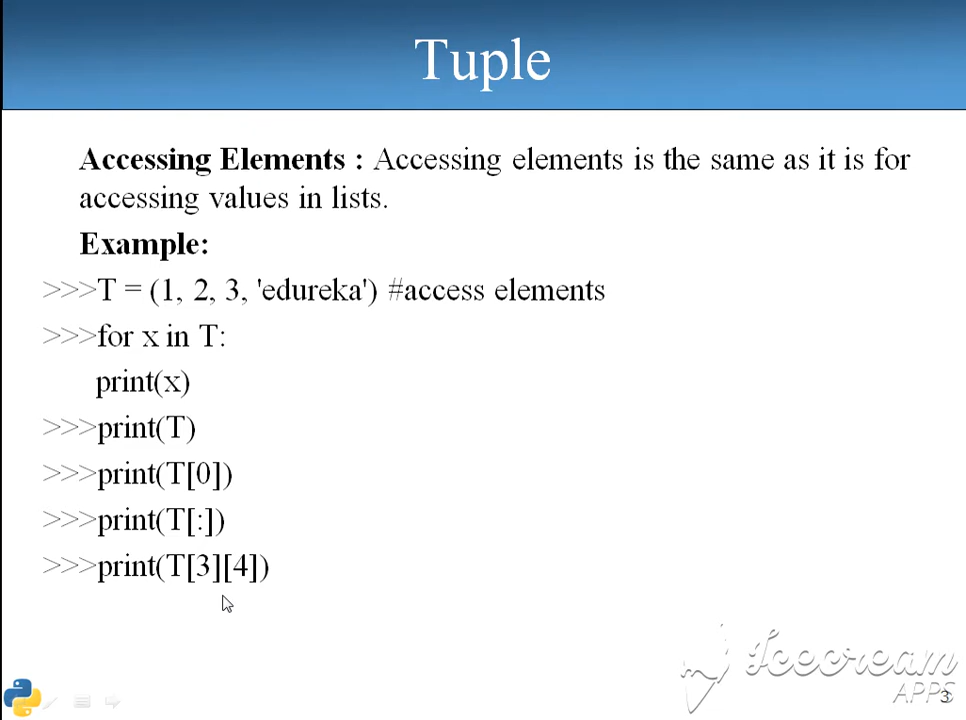 Tuple
Accessing Elements : Accessing elements is the same as it is for
accessing values in lists.
Example:
>>>T = (1, 2, 3, 'edureka') #access elements
>>>for x in T:
print(x)
>>>print(T)
>>>print(T[0])
>>>print(T[:])
>>>print(T[3][4])
Icecream
APPS
3